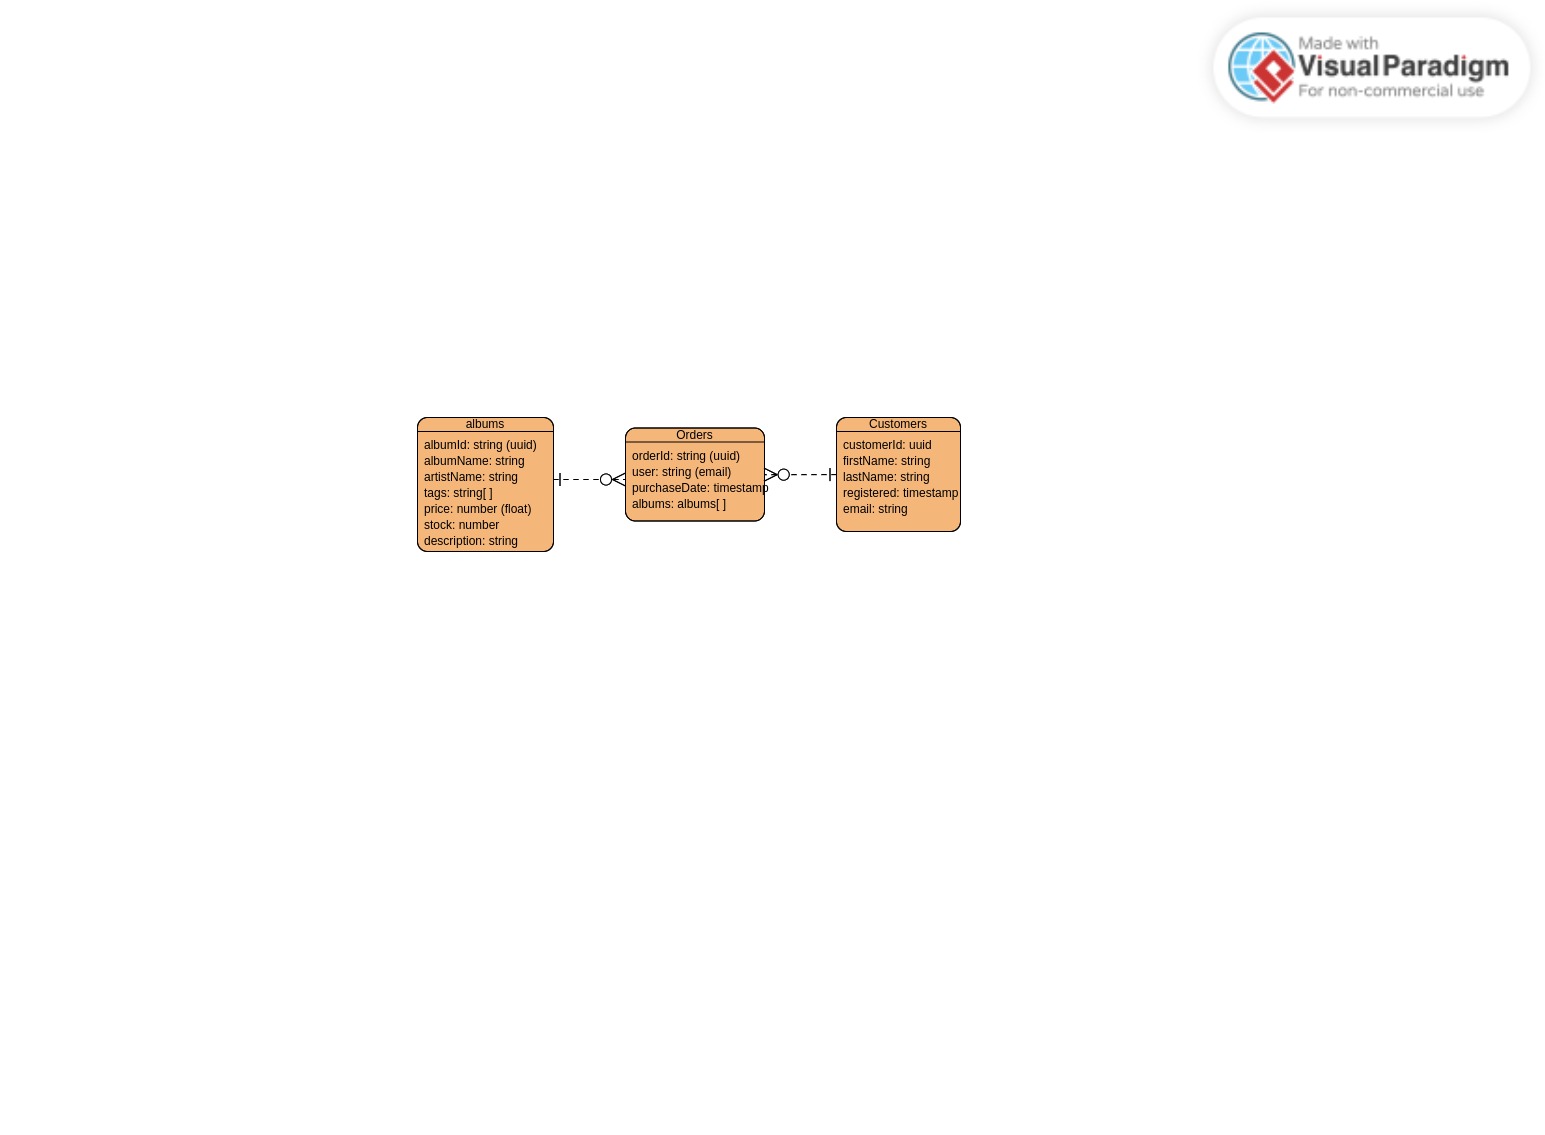 Made with
Visual Paradigm
For non-commercial use
albums
albumId: string (uuid)
albumName: string
artistName: string
tags: string[ ]
price: number (float)
stock: number
description: string
Orders
orderId: string (uuid)
user: string (email)
purchaseDate: timestamp
albums: albums[ ]
Customers
customerId: uuid
firstName: string
lastName: string
registered: timestamp
email: string